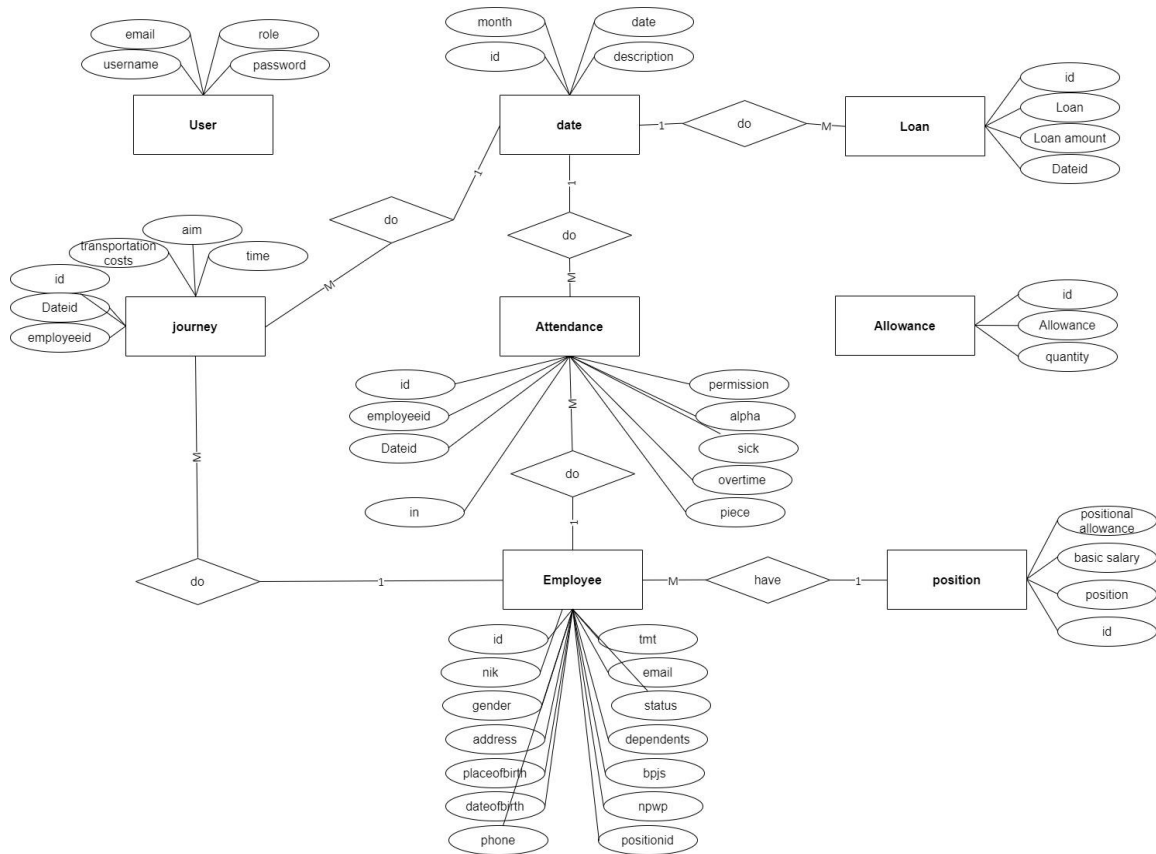 month
date
email
role
id
description
username
password
id
User
date
1
do
M
Loan
Loan
Loan amount
Dateid
1
1
do
aim
do
transportation
costs
time
id
M
M
id
Dateid
journey
Attendance
Allowance
Allowance
employeeid
quantity
id
permission
M
employeeid
alpha
Dateid
sick
M
do
overtime
in
piece
positional
allowance
1
basic salary
do
1
Employee
M
have
1
position
position
id
id
tmt
nik
email
gender
status
address
dependents
placeofbirth
bpjs
dateofbirth
npwp
phone
positionid